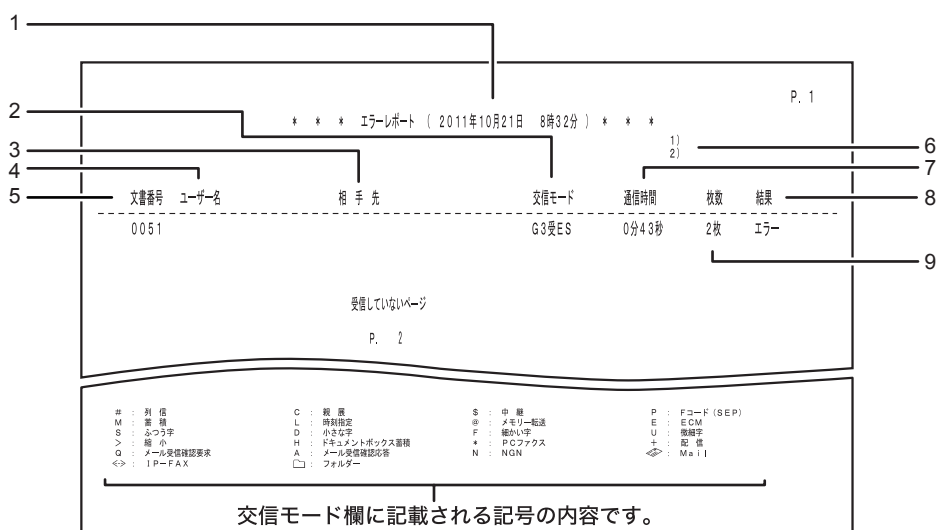 1
P. 1
2
* * * エラーレポート ( 2011年10月21日 8時32分 ) * * *
3
1)
2)
6
4
7
5
文書番号 ユーザー名 相 手 先 交信モード 通信時間 枚数 結果
8
0051 G3受ES 0分43秒 2枚 エラー
9
受信していないページ
P. 2
# : 列 信 C : 親 展 $ : 中 継 P : Fコード (SEP)
M : 蓄 積 L : 時刻指定 @ : メモリー転送 E : ECM
S : ふつう字 D : 小さな字 F : 細かい字 U : 微細字
> : 縮 小 H : ドキュメントボックス蓄積 * : PCファクス + : 配 信
Q : メール受信確認要求 A : メール受信確認応答 N : NGN : Mail
<-> : IP-FAX : フォルダー
交信モード欄に記載される記号の内容です。